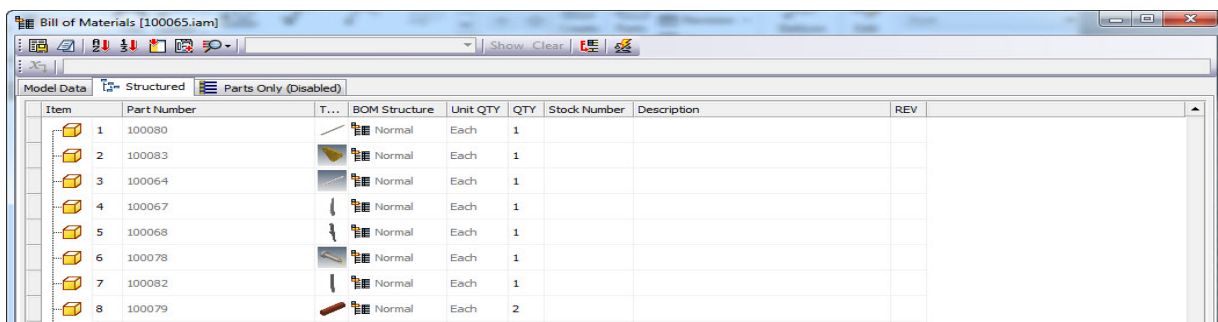 Bill of Materials [100065.iam]
Show Clear
Model Data Structured Parts Only (Disabled)
Item Part Number T... BOM Structure Unit QTY QTY Stock Number Description REV
1 100080 Normal Each 1
2 100083 Normal Each 1
3 100064 Normal Each 1
4 100067 Normal Each 1
5 100068 Normal Each 1
6 100078 Normal Each 1
7 100082 Normal Each 1
8 100079 Normal Each 2